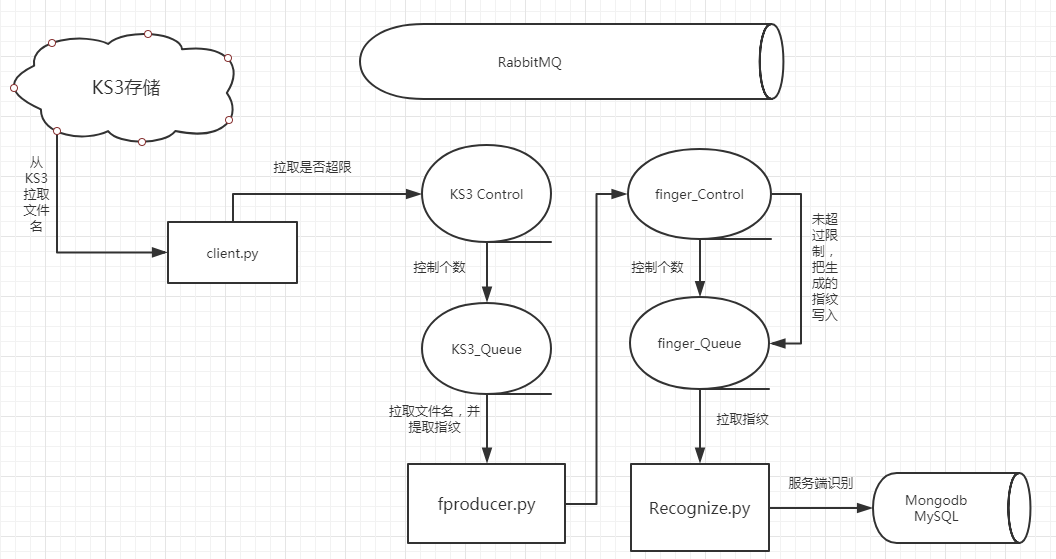 KS3存储
RabbitMQ
从
KS3
拉取
文件
名
拉取是否超限
client.py
KS3 Control
finger_Control
未超
过限
制，
把生
成的
指纹
写入
控制个数
控制个数
KS3_Queue
finger_Queue
拉取文件名，并
提取指纹
拉取指纹
fproducer.py
Recognize.py
服务端识别
Mongodb
MySQL